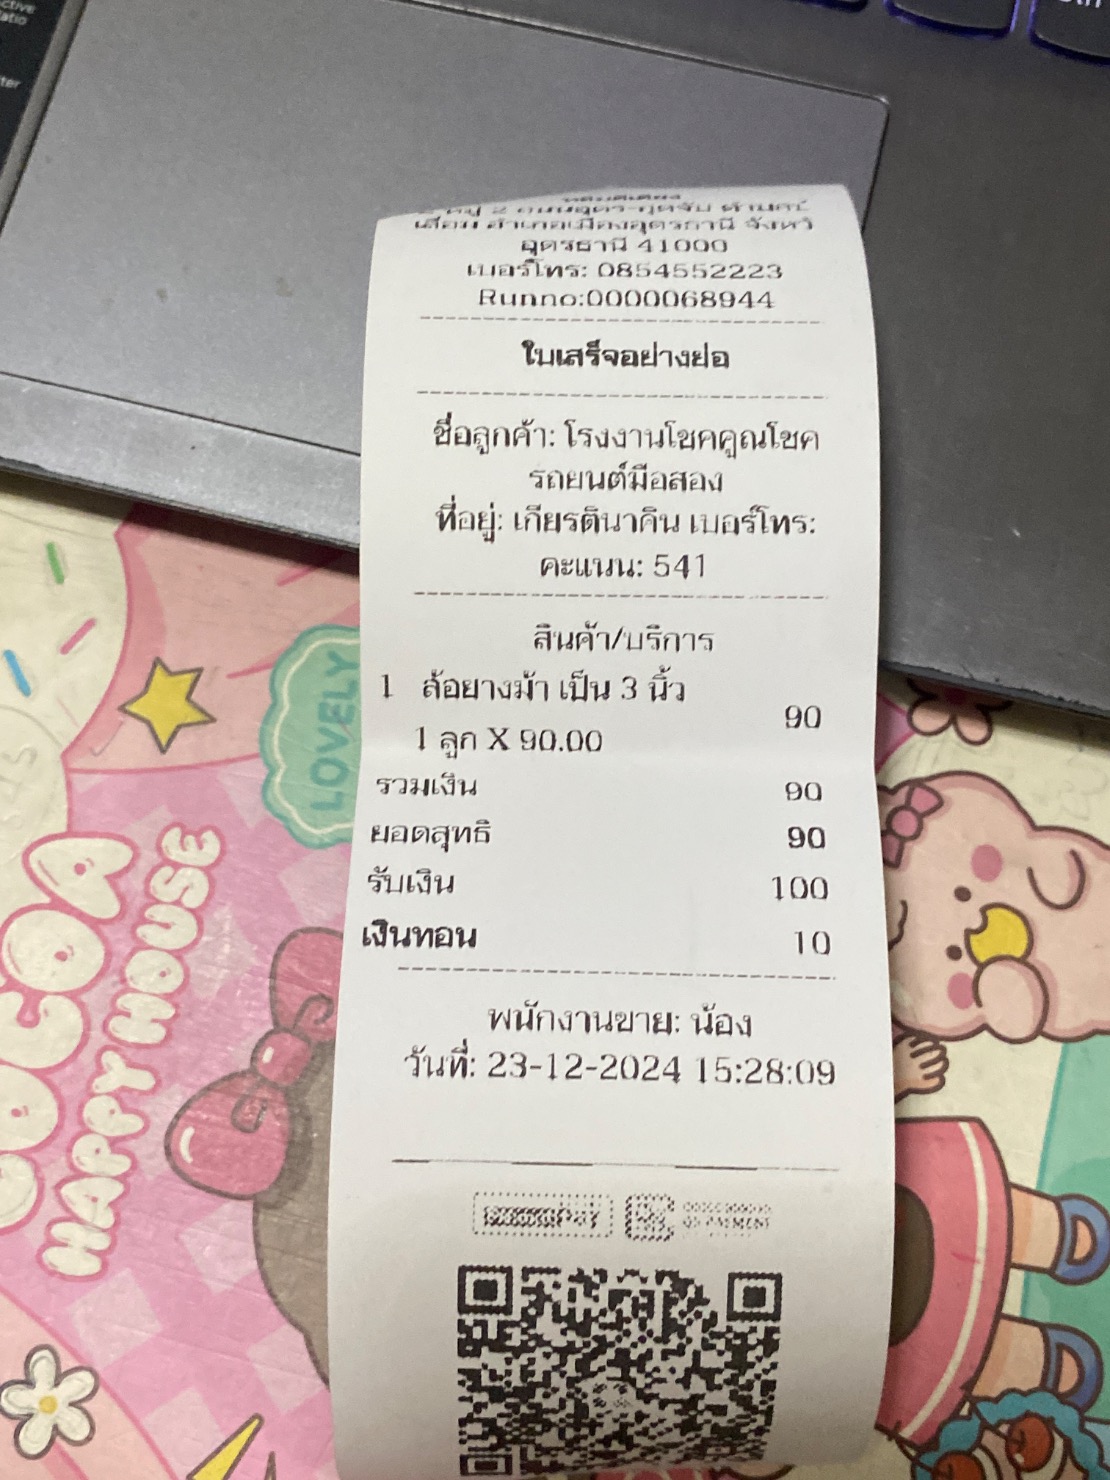 ctive
Ratio
ter
อุดรธานี 41000
เบอร์โทร: 0854552223
Runno:0000068944
ใบเสร็จอย่างย่อ
ชื่อลูกค้า: โรงงานโชคคูณโชค
รถยนต์มือสอง
ที่อยู่: เกียรตินาคิน เบอร์โทร:
คะแนน: 541
สินค้า/บริการ
1 ล้อยางม้า เป็น 3 นิ้ว
90
1 ลูก X 90.00
รวมเงิน 90
ยอดสุทธิ 90
รับเงิน 100
เงินทอน 10
พนักงานขาย: น้อง
วันที่: 23-12-2024 15:28:09
PAYMENT
LOVELY
COCOA
HAPPY HOUSE